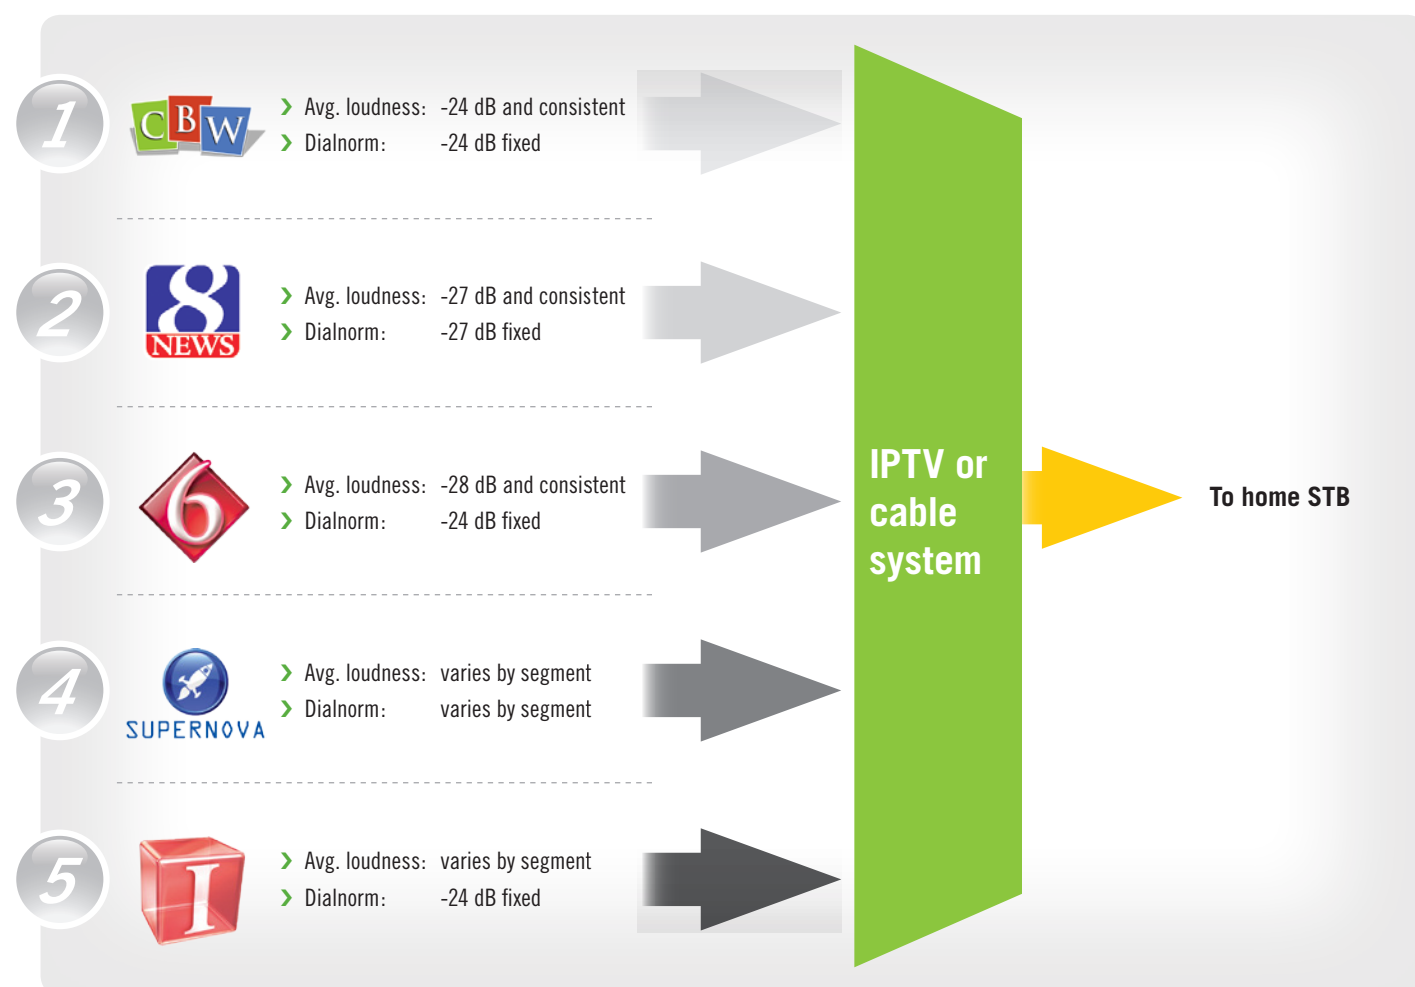 1
CBW
Avg. loudness: -24 dB and consistent
Dialnorm: -24 dB fixed
2
8
NEWS
Avg. loudness: -27 dB and consistent
Dialnorm: -27 dB fixed
3
6
Avg. loudness: -28 dB and consistent
Dialnorm: -24 dB fixed
4
SUPERNOVA
Avg. loudness: varies by segment
Dialnorm: varies by segment
5
I
Avg. loudness: varies by segment
Dialnorm: -24 dB fixed
IPTV or
cable
system
To home STB